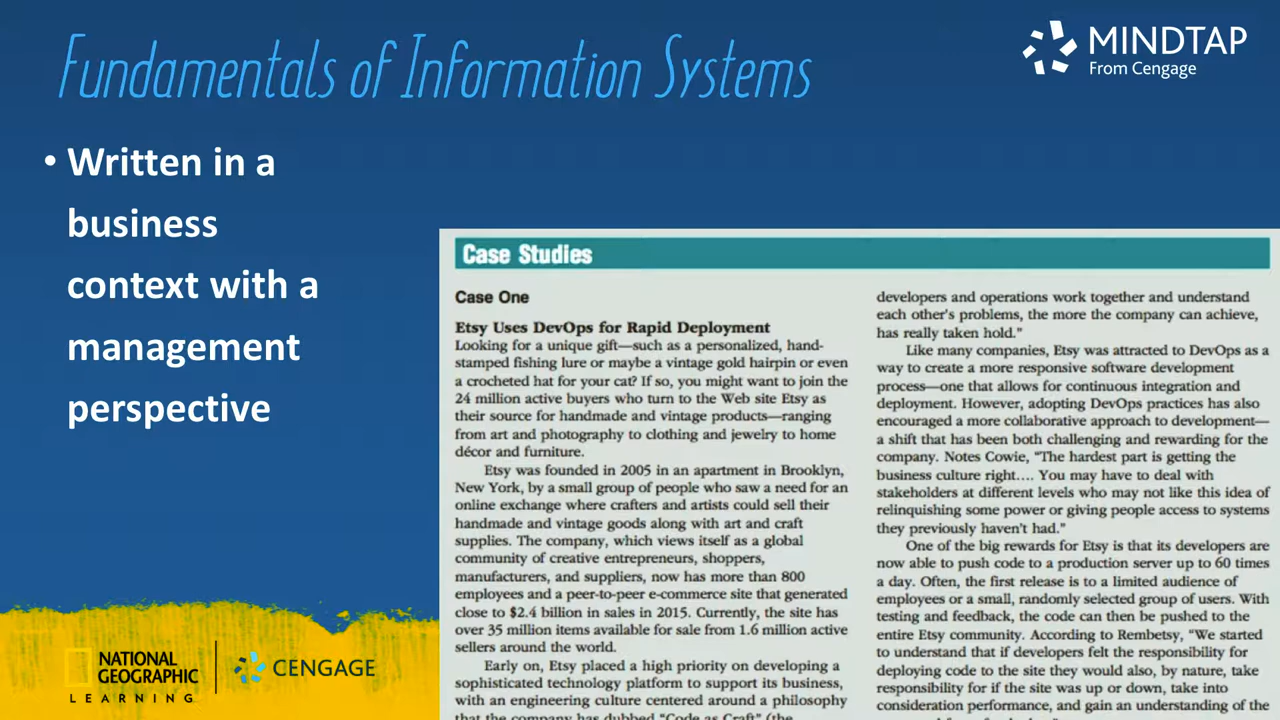 Fundamentals of Information Systems
MINDTAP
From Cengage
• Written in a
business
context with a
management
perspective
Case Studies
Case One
Etsy Uses DevOps for Rapid Deployment
Looking for a unique gift—such as a personalized, hand-
stamped fishing lure or maybe a vintage gold hairpin or even
a crocheted hat for your cat? If so, you might want to join the
24 million active buyers who turn to the Web site Etsy as
their source for handmade and vintage products—ranging
from art and photography to clothing and jewelry to home
décor and furniture.
Etsy was founded in 2005 in an apartment in Brooklyn,
New York, by a small group of people who saw a need for an
online exchange where crafters and artists could sell their
handmade and vintage goods along with art and craft
supplies. The company, which views itself as a global
community of creative entrepreneurs, shoppers,
manufacturers, and suppliers, now has more than 800
employees and a peer-to-peer e-commerce site that generated
close to $2.4 billion in sales in 2015. Currently, the site has
over 35 million items available for sale from 1.6 million active
sellers around the world.
Early on, Etsy placed a high priority on developing a
sophisticated technology platform to support its business,
with an engineering culture centered around a philosophy
that the company has dubbed "Code as Craft" (the
developers and operations work together and understand
each other's problems, the more the company can achieve,
has really taken hold."
Like many companies, Etsy was attracted to DevOps as a
way to create a more responsive software development
process—one that allows for continuous integration and
deployment. However, adopting DevOps practices has also
encouraged a more collaborative approach to development—
a shift that has been both challenging and rewarding for the
company. Notes Cowie, "The hardest part is getting the
business culture right.... You may have to deal with
stakeholders at different levels who may not like this idea of
relinquishing some power or giving people access to systems
they previously haven't had."
One of the big rewards for Etsy is that its developers are
now able to push code to a production server up to 60 times
a day. Often, the first release is to a limited audience of
employees or a small, randomly selected group of users. With
testing and feedback, the code can then be pushed to the
entire Etsy community. According to Rembetsy, "We started
to understand that if developers felt the responsibility for
deploying code to the site they would also, by nature, take
responsibility for if the site was up or down, take into
consideration performance, and gain an understanding of the
NATIONAL
GEOGRAPHIC
LEARNING
CENGAGE